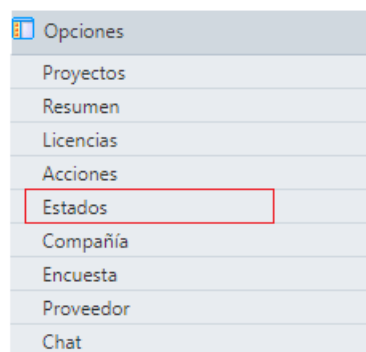 Opciones
Proyectos
Resumen
Licencias
Acciones
Estados
Compañía
Encuesta
Proveedor
Chat